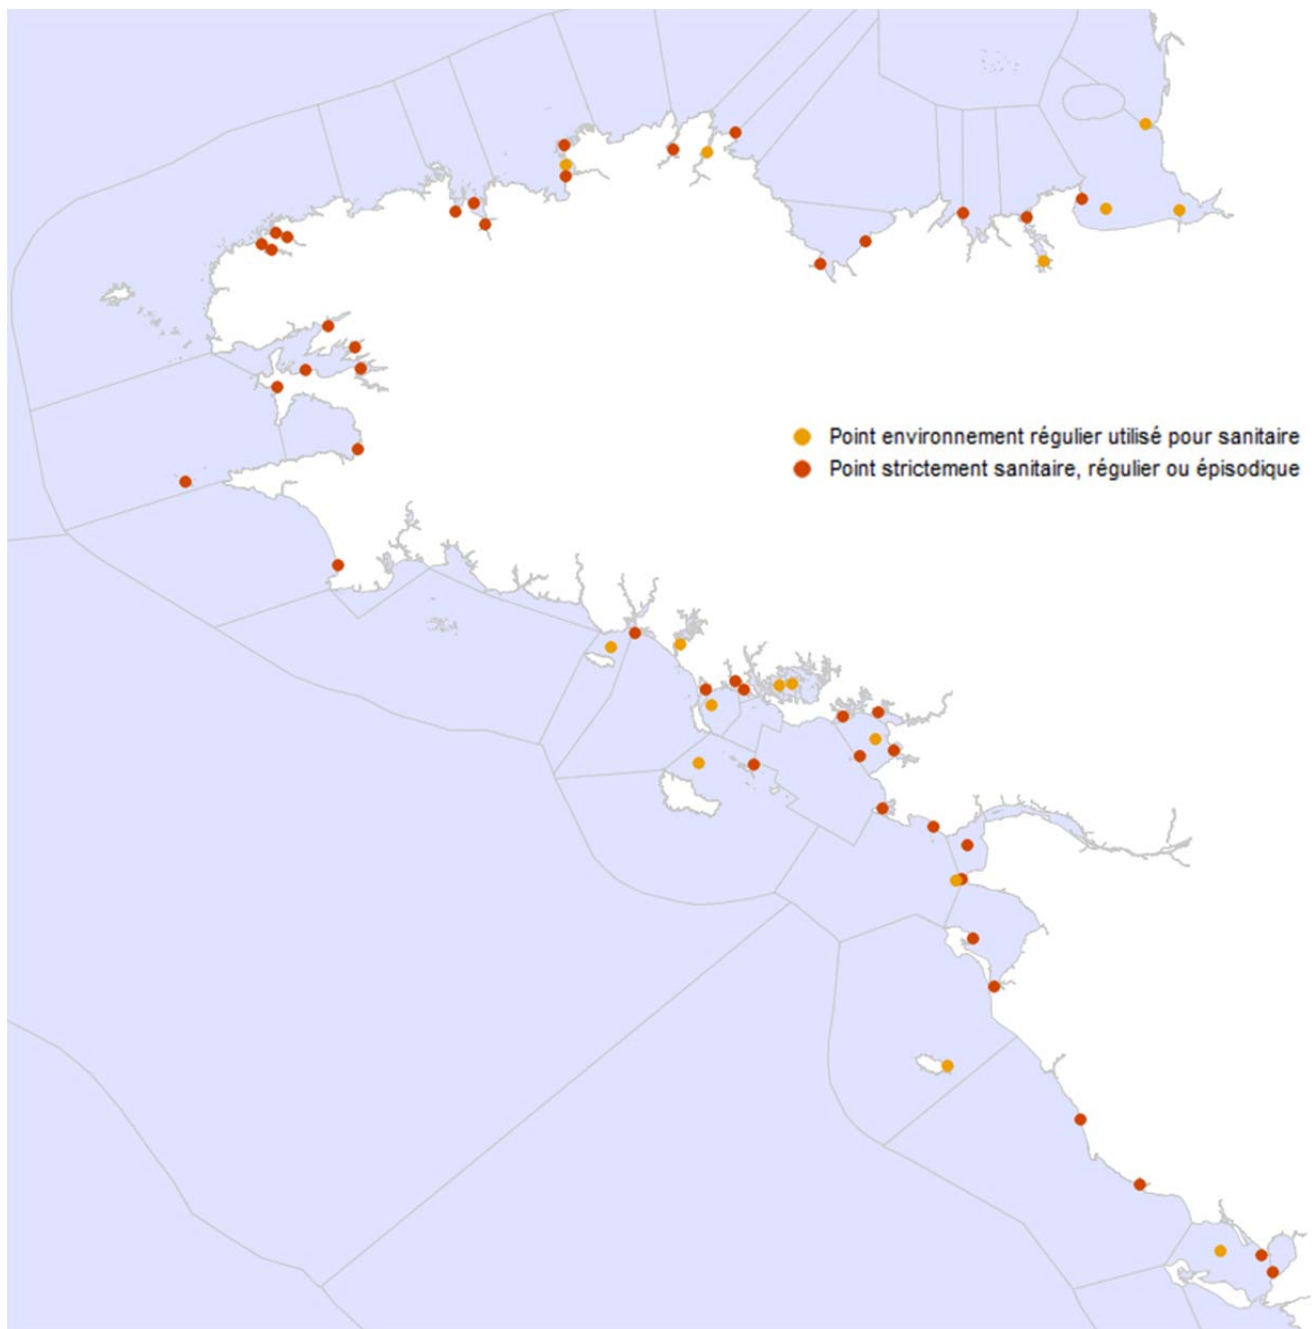 Point environnement régulier utilisé pour sanitaire
Point strictement sanitaire, régulier ou épisodique